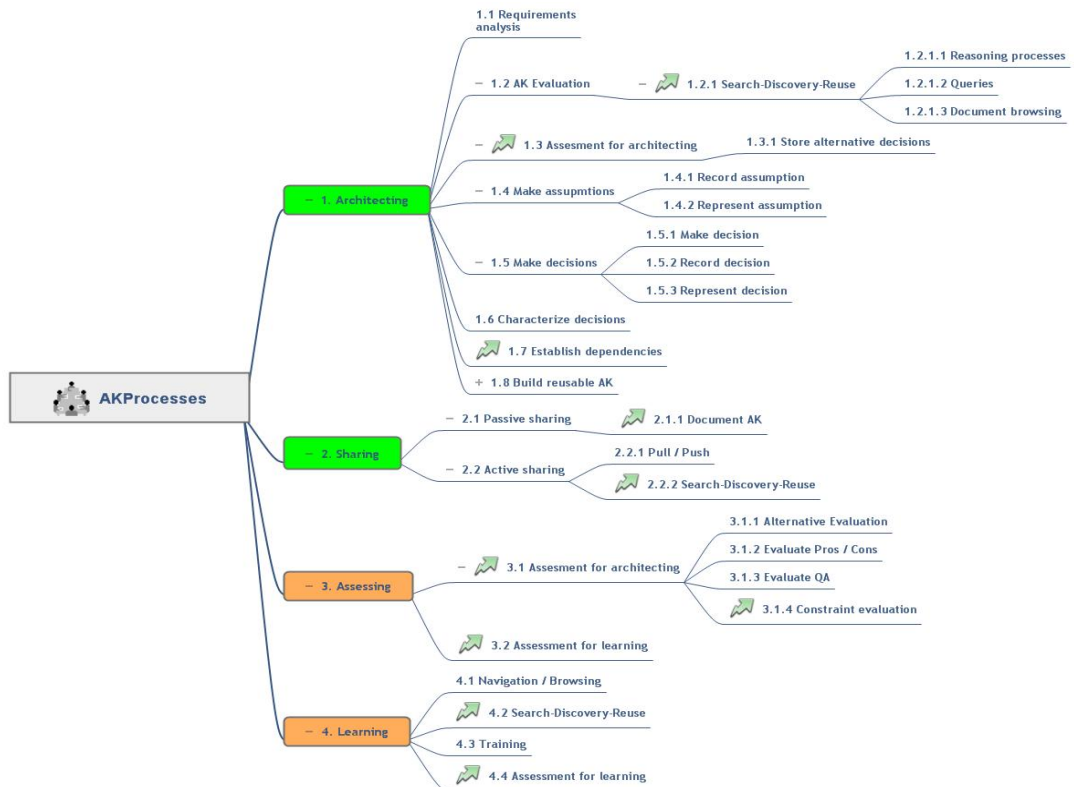 1.1 Requirements
analysis
1.2 AK Evaluation
1.2.1 Search-Discovery-Reuse
1.2.1.1 Reasoning processes
1.2.1.2 Queries
1.2.1.3 Document browsing
1.3 Assesment for architecting
1.3.1 Store alternative decisions
1. Architecting
1.4 Make assupmtions
1.4.1 Record assumption
1.4.2 Represent assumption
1.5 Make decisions
1.5.1 Make decision
1.5.2 Record decision
1.5.3 Represent decision
1.6 Characterize decisions
1.7 Establish dependencies
1.8 Build reusable AK
AKProcesses
2. Sharing
2.1 Passive sharing
2.1.1 Document AK
2.2 Active sharing
2.2.1 Pull / Push
2.2.2 Search-Discovery-Reuse
3. Assessing
3.1 Assesment for architecting
3.1.1 Alternative Evaluation
3.1.2 Evaluate Pros / Cons
3.1.3 Evaluate QA
3.1.4 Constraint evaluation
3.2 Assessment for learning
4. Learning
4.1 Navigation / Browsing
4.2 Search-Discovery-Reuse
4.3 Training
4.4 Assessment for learning